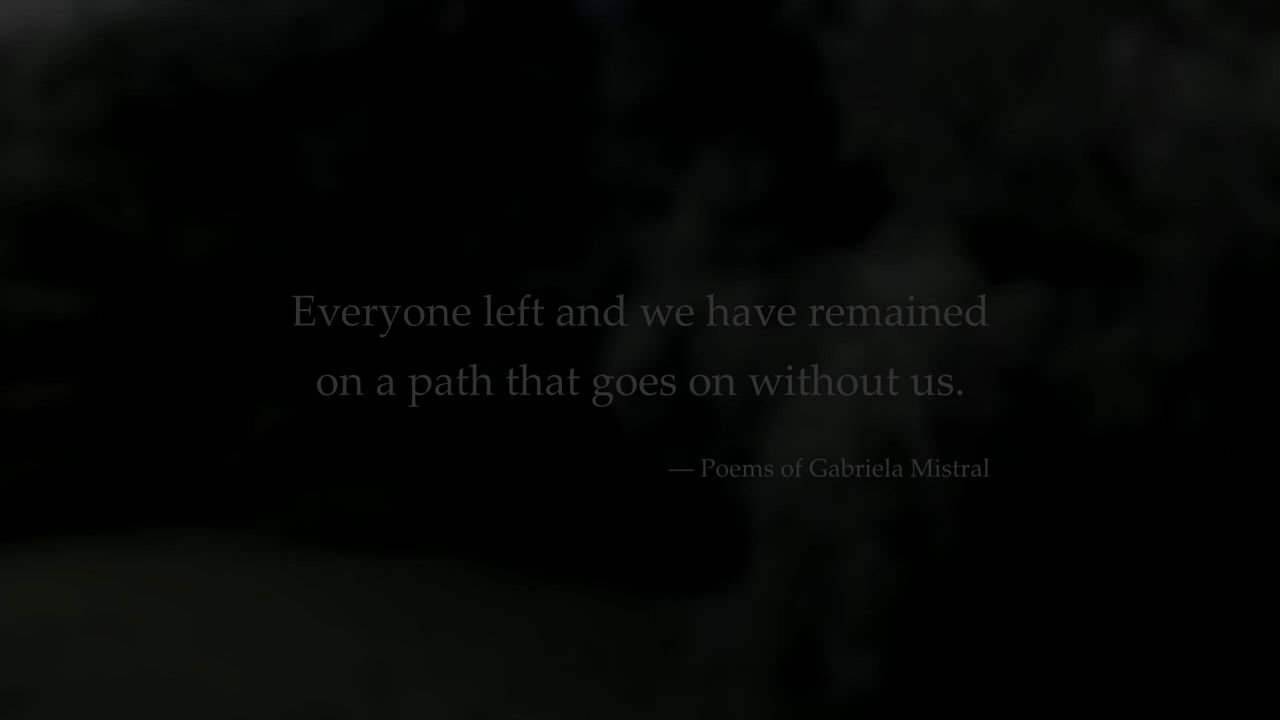 Everyone left and we have remained
on a path that goes on without us.
— Poems of Gabriela Mistral